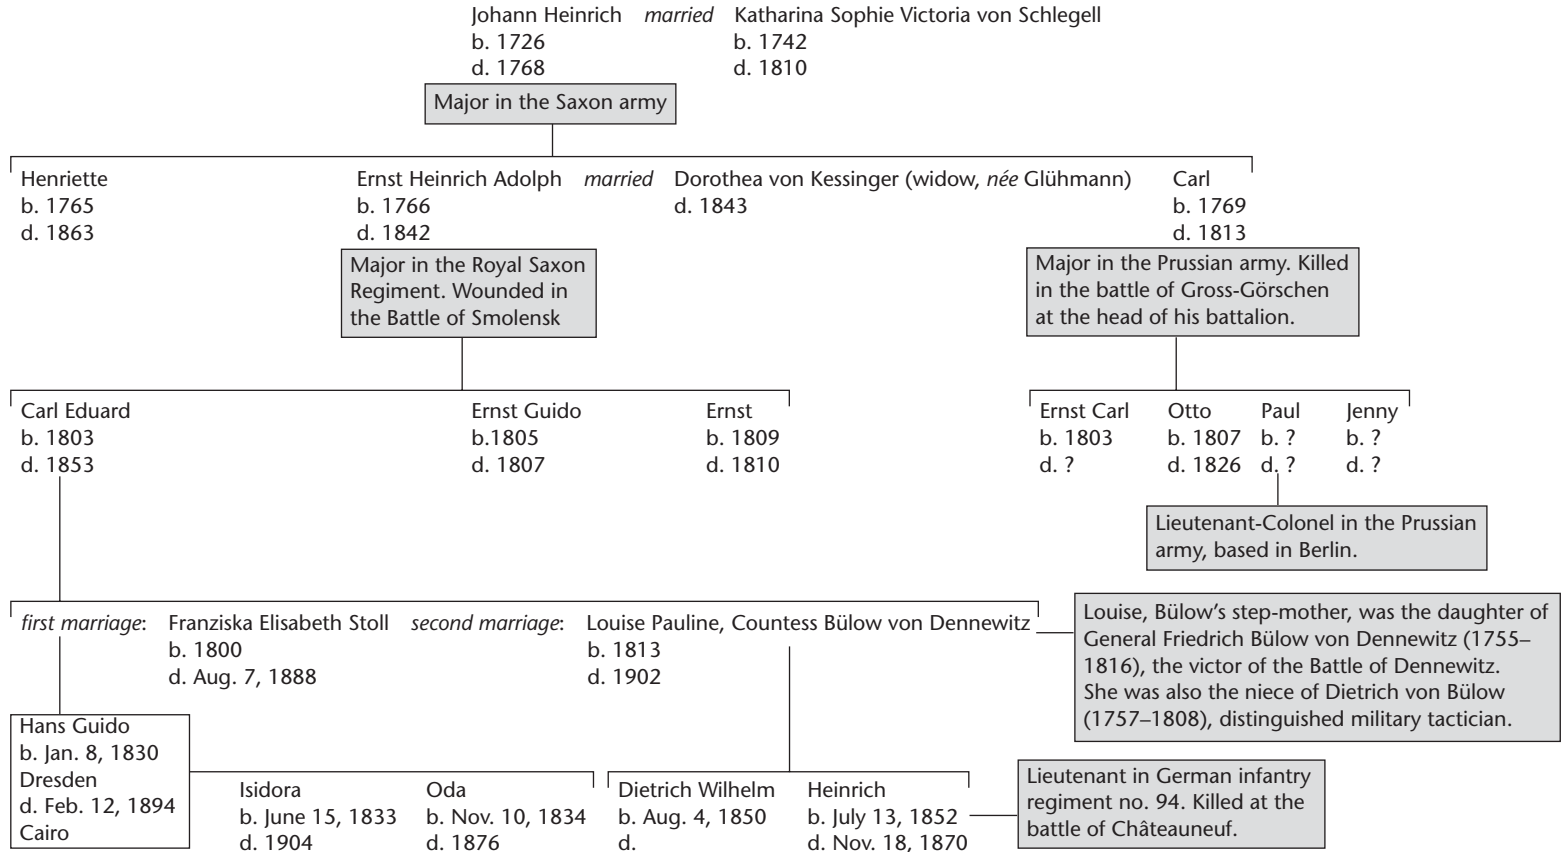 Johann Heinrich married Katharina Sophie Victoria von Schlegell
b. 1726 b. 1742
d. 1768 d. 1810
Major in the Saxon army
Henriette
b. 1765
d. 1863
Ernst Heinrich Adolph married Dorothea von Kessinger (widow, née Glühmann)
b. 1766 d. 1843
d. 1842
Carl
b. 1769
d. 1813
Major in the Royal Saxon
Regiment. Wounded in
the Battle of Smolensk
Major in the Prussian army. Killed
in the battle of Gross-Görschen
at the head of his battalion.
Carl Eduard
b. 1803
d. 1853
Ernst Guido
b.1805
d. 1807
Ernst
b. 1809
d. 1810
Ernst Carl
b. 1803
d. ?
Otto
b. 1807
d. 1826
Paul
b. ?
d. ?
Jenny
b. ?
d. ?
Lieutenant-Colonel in the Prussian
army, based in Berlin.
first marriage: Franziska Elisabeth Stoll second marriage: Louise Pauline, Countess Bülow von Dennewitz
b. 1800 b. 1813
d. Aug. 7, 1888 d. 1902
Louise, Bülow's step-mother, was the daughter of
General Friedrich Bülow von Dennewitz (1755–
1816), the victor of the Battle of Dennewitz.
She was also the niece of Dietrich von Bülow
(1757–1808), distinguished military tactician.
Hans Guido
b. Jan. 8, 1830
Dresden
d. Feb. 12, 1894
Cairo
Isidora
b. June 15, 1833
d. 1904
Oda
b. Nov. 10, 1834
d. 1876
Dietrich Wilhelm
b. Aug. 4, 1850
d.
Heinrich
b. July 13, 1852
d. Nov. 18, 1870
Lieutenant in German infantry
regiment no. 94. Killed at the
battle of Châteauneuf.